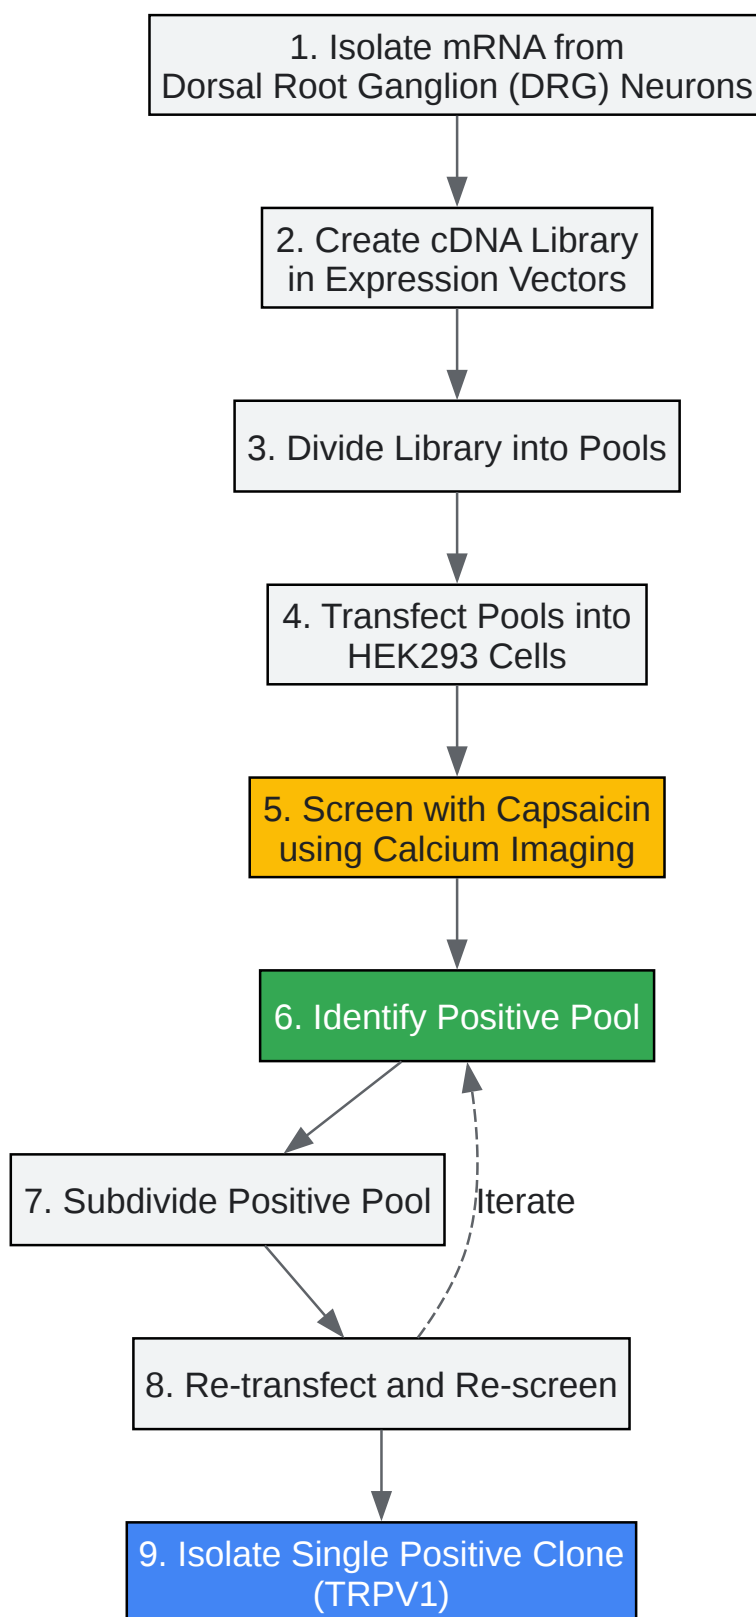 1. Isolate mRNA from
Dorsal Root Ganglion (DRG) Neurons
2. Create cDNA Library
in Expression Vectors
3. Divide Library into Pools
4. Transfect Pools into
HEK293 Cells
5. Screen with Capsaicin
using Calcium Imaging
6. Identify Positive Pool
7. Subdivide Positive Pool
Iterate
8. Re-transfect and Re-screen
9. Isolate Single Positive Clone
(TRPV1)